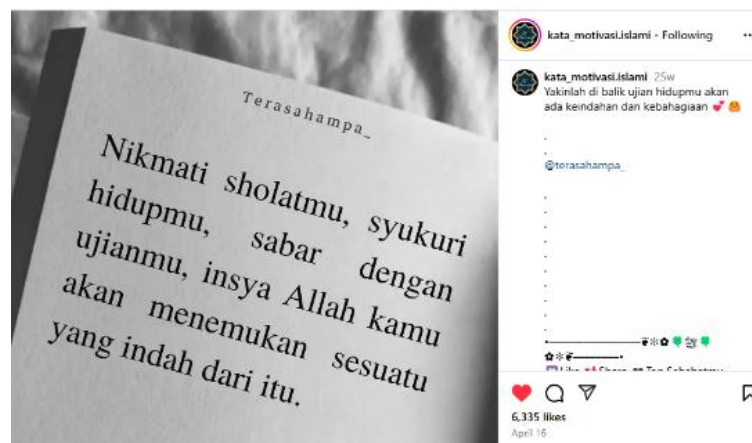 Terasahampa_
Nikmati sholatmu, syukuri
hidupmu, sabar dengan
ujianmu, insya Allah kamu
akan menemukan sesuatu
yang indah dari itu.
kata_motivasi.islami • Following
kata_motivasi.islami 25w
Yakinlah di balik ujian hidupmu akan
ada keindahan dan kebahagiaan 💕 🤗
.
.
@terasahampa_
.
.
.
.
.
.
.
.
.
.
.
6,335 likes
April 16